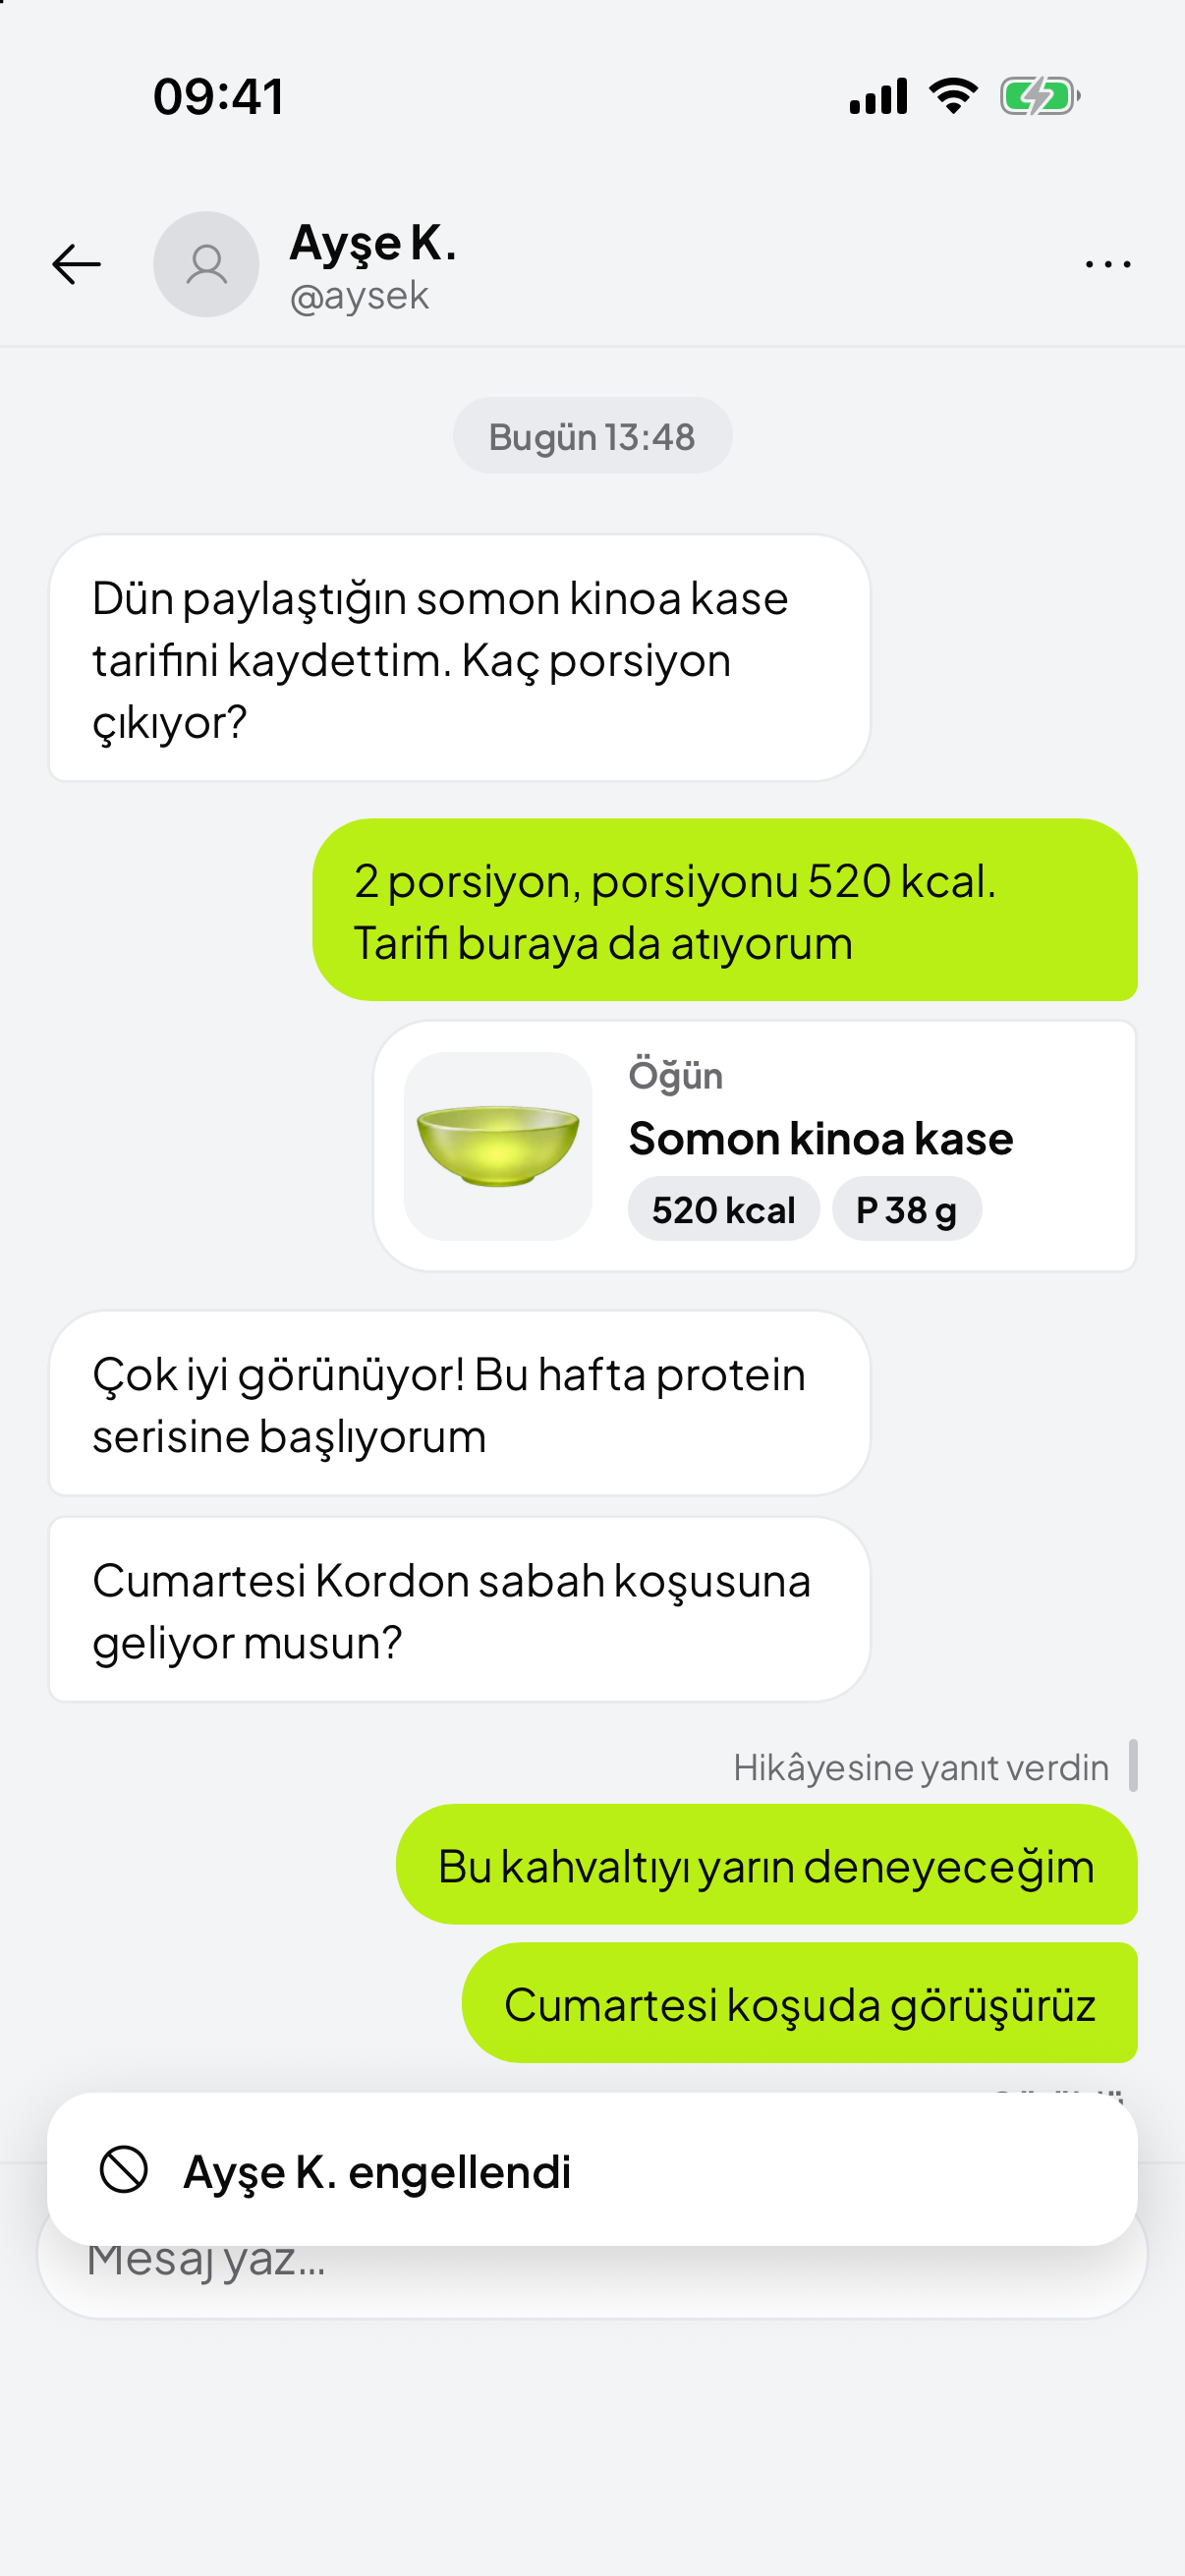 09:41
Ayşe K.
@aysek
Bugün 13:48
Dün paylaştığın somon kinoa kase
tarifini kaydettim. Kaç porsiyon
çıkıyor?
2 porsiyon, porsiyonu 520 kcal.
Tarifi buraya da atıyorum
Öğün
Somon kinoa kase
520 kcal P 38 g
Çok iyi görünüyor! Bu hafta protein
serisine başlıyorum
Cumartesi Kordon sabah koşusuna
geliyor musun?
Hikâyesine yanıt verdin
Bu kahvaltıyı yarın deneyeceğim
Cumartesi koşuda görüşürüz
Ayşe K. engellendi
Mesaj yaz...